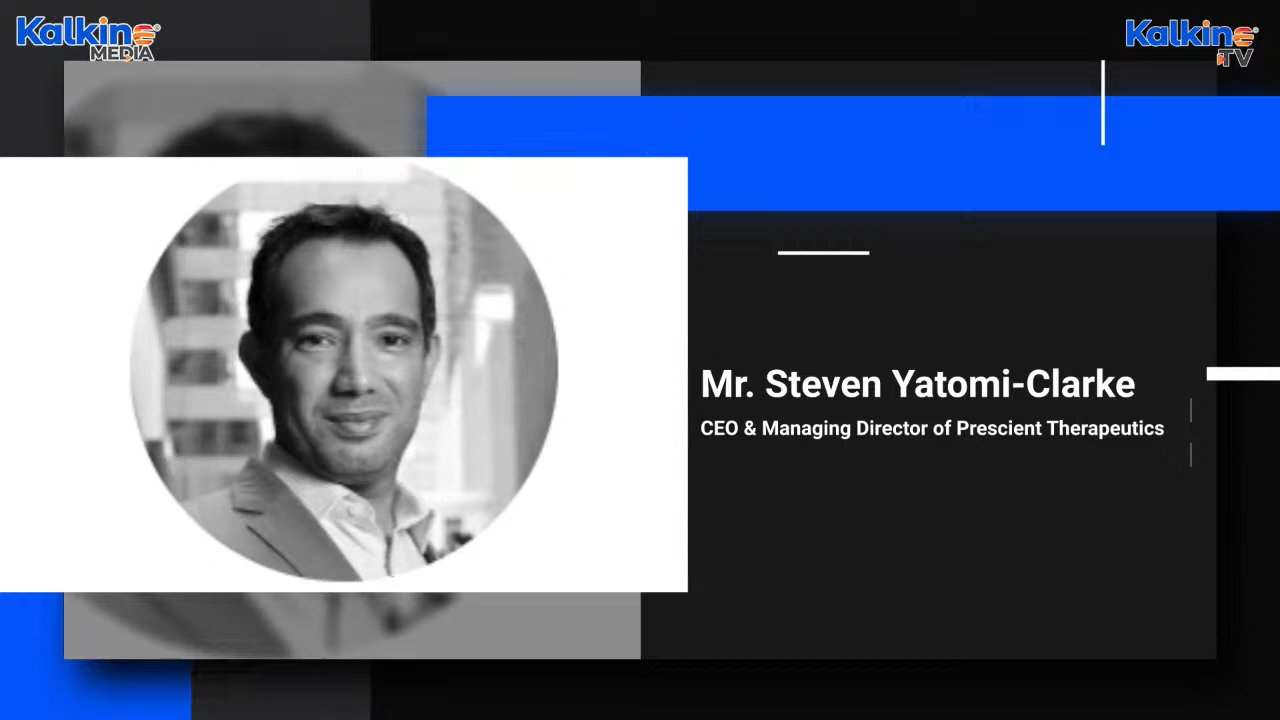 Kalkine
MEDIA
Kalkine
TV
Mr. Steven Yatomi-Clarke
CEO & Managing Director of Prescient Therapeutics